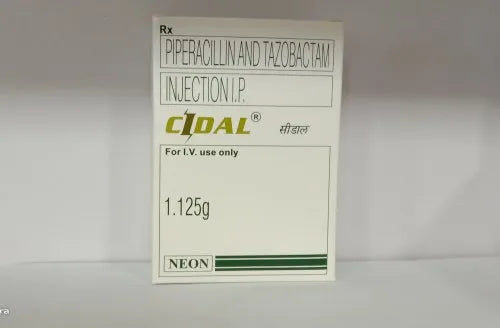 Rx
PIPERACILLIN AND TAZOBACTAM
INJECTION I.P.
CIDAL® सीडाल
For I.V. use only
1.125g
NEON